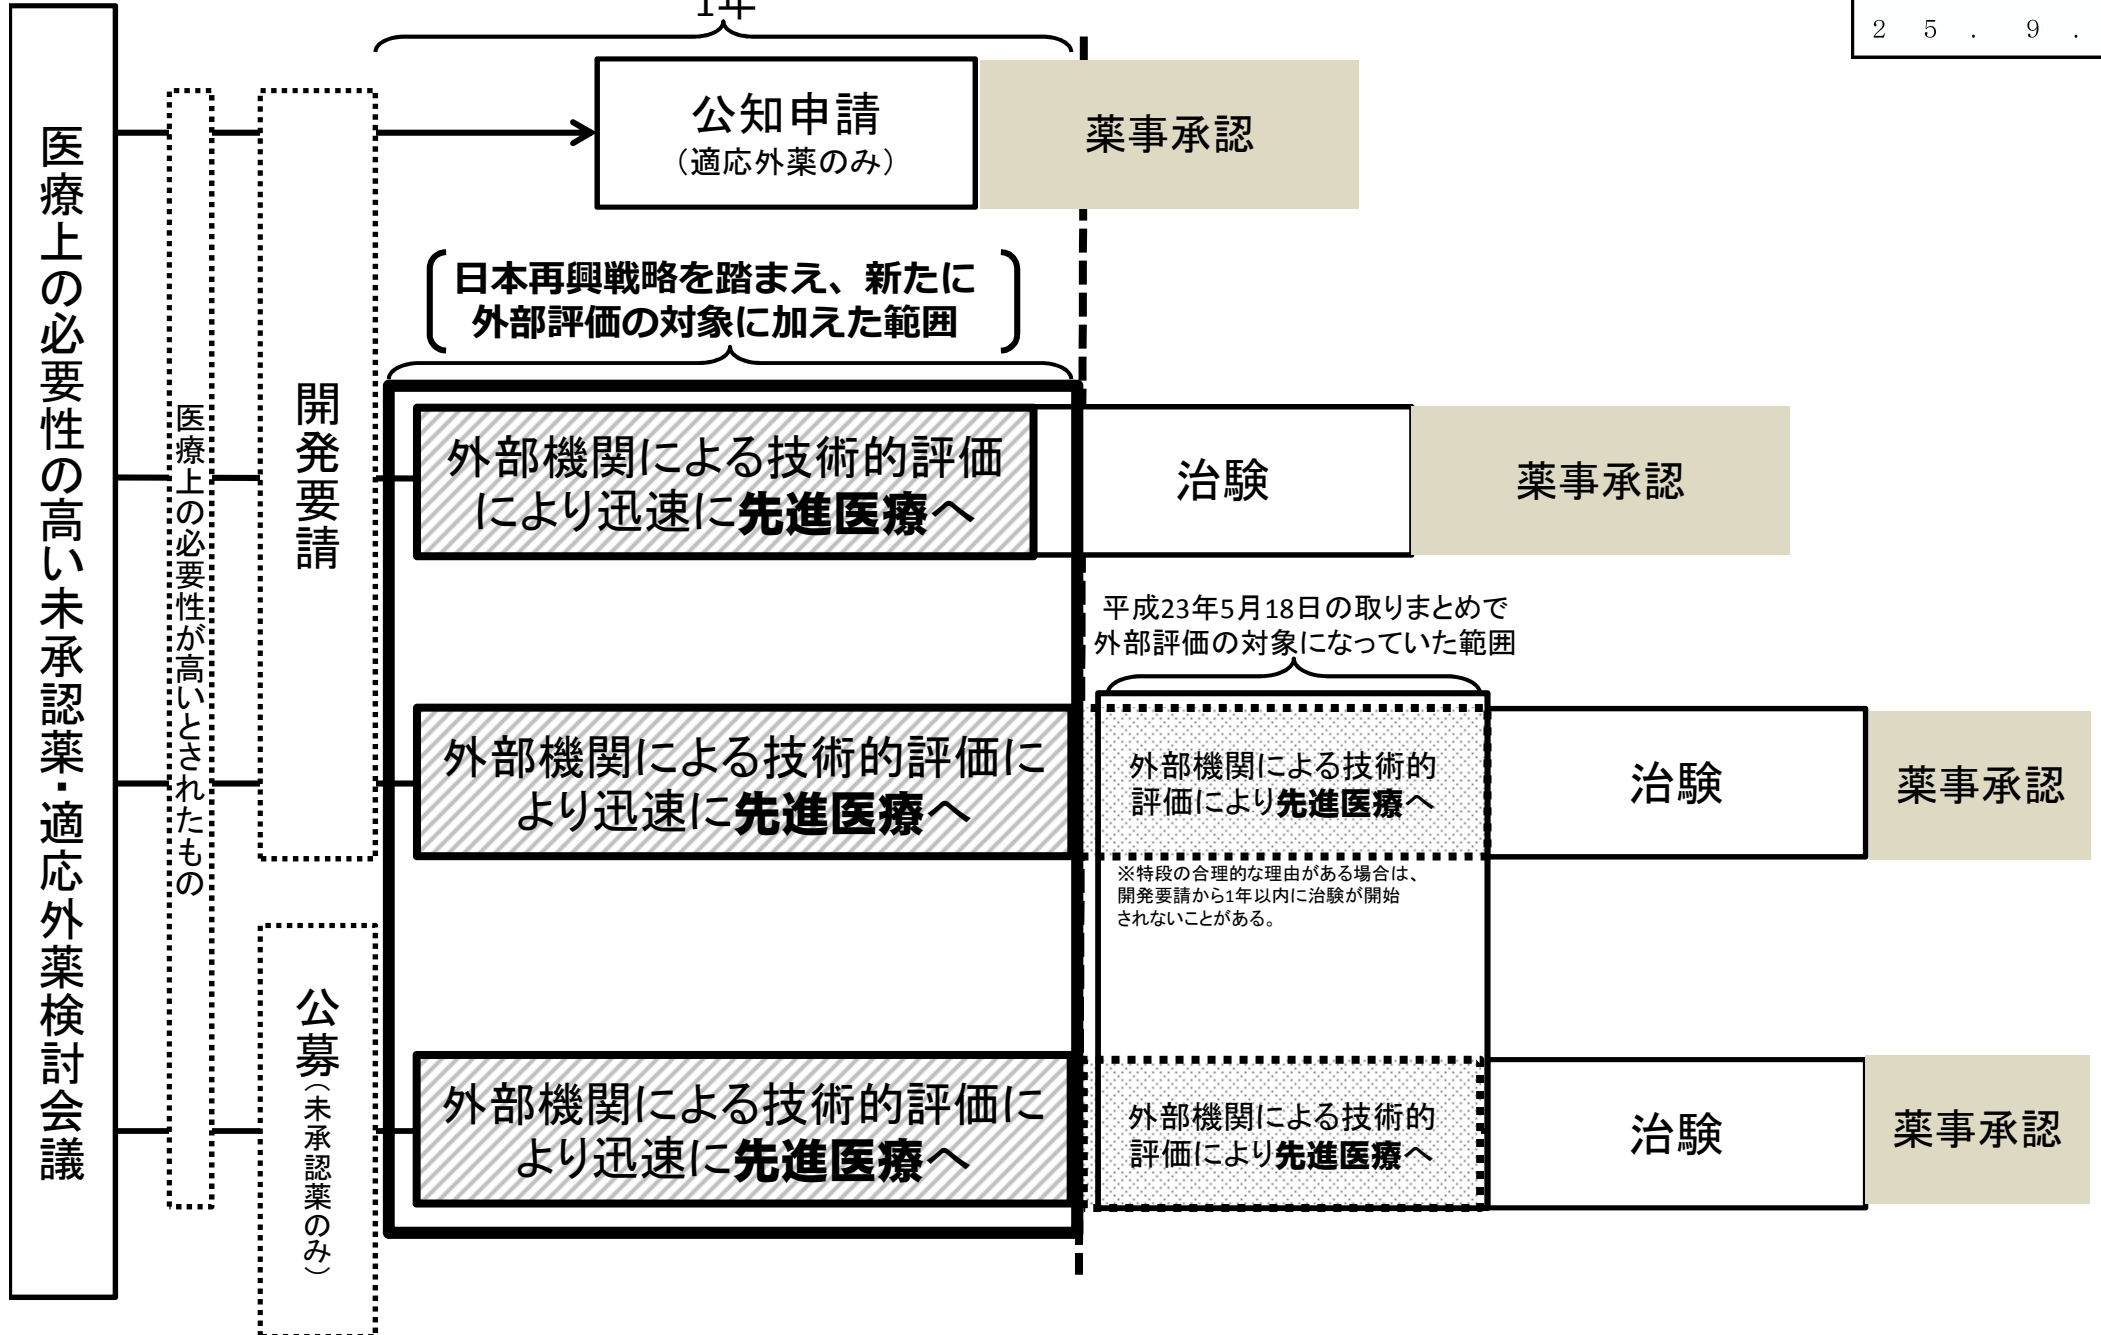 1年
25.9.
医療上の必要性の高い未承認薬・適応外薬検討会議
医療上の必要性が高いとされたもの
開発要請
公知申請
（適応外薬のみ）
薬事承認
日本再興戦略を踏まえ、新たに
外部評価の対象に加えた範囲
外部機関による技術的評価
により迅速に先進医療へ
治験
薬事承認
平成23年5月18日の取りまとめで
外部評価の対象になっていた範囲
外部機関による技術的評価に
より迅速に先進医療へ
外部機関による技術的
評価により先進医療へ
治験
薬事承認
※特段の合理的な理由がある場合は、
開発要請から1年以内に治験が開始
されないことがある。
公募（未承認薬のみ）
外部機関による技術的評価に
より迅速に先進医療へ
外部機関による技術的
評価により先進医療へ
治験
薬事承認